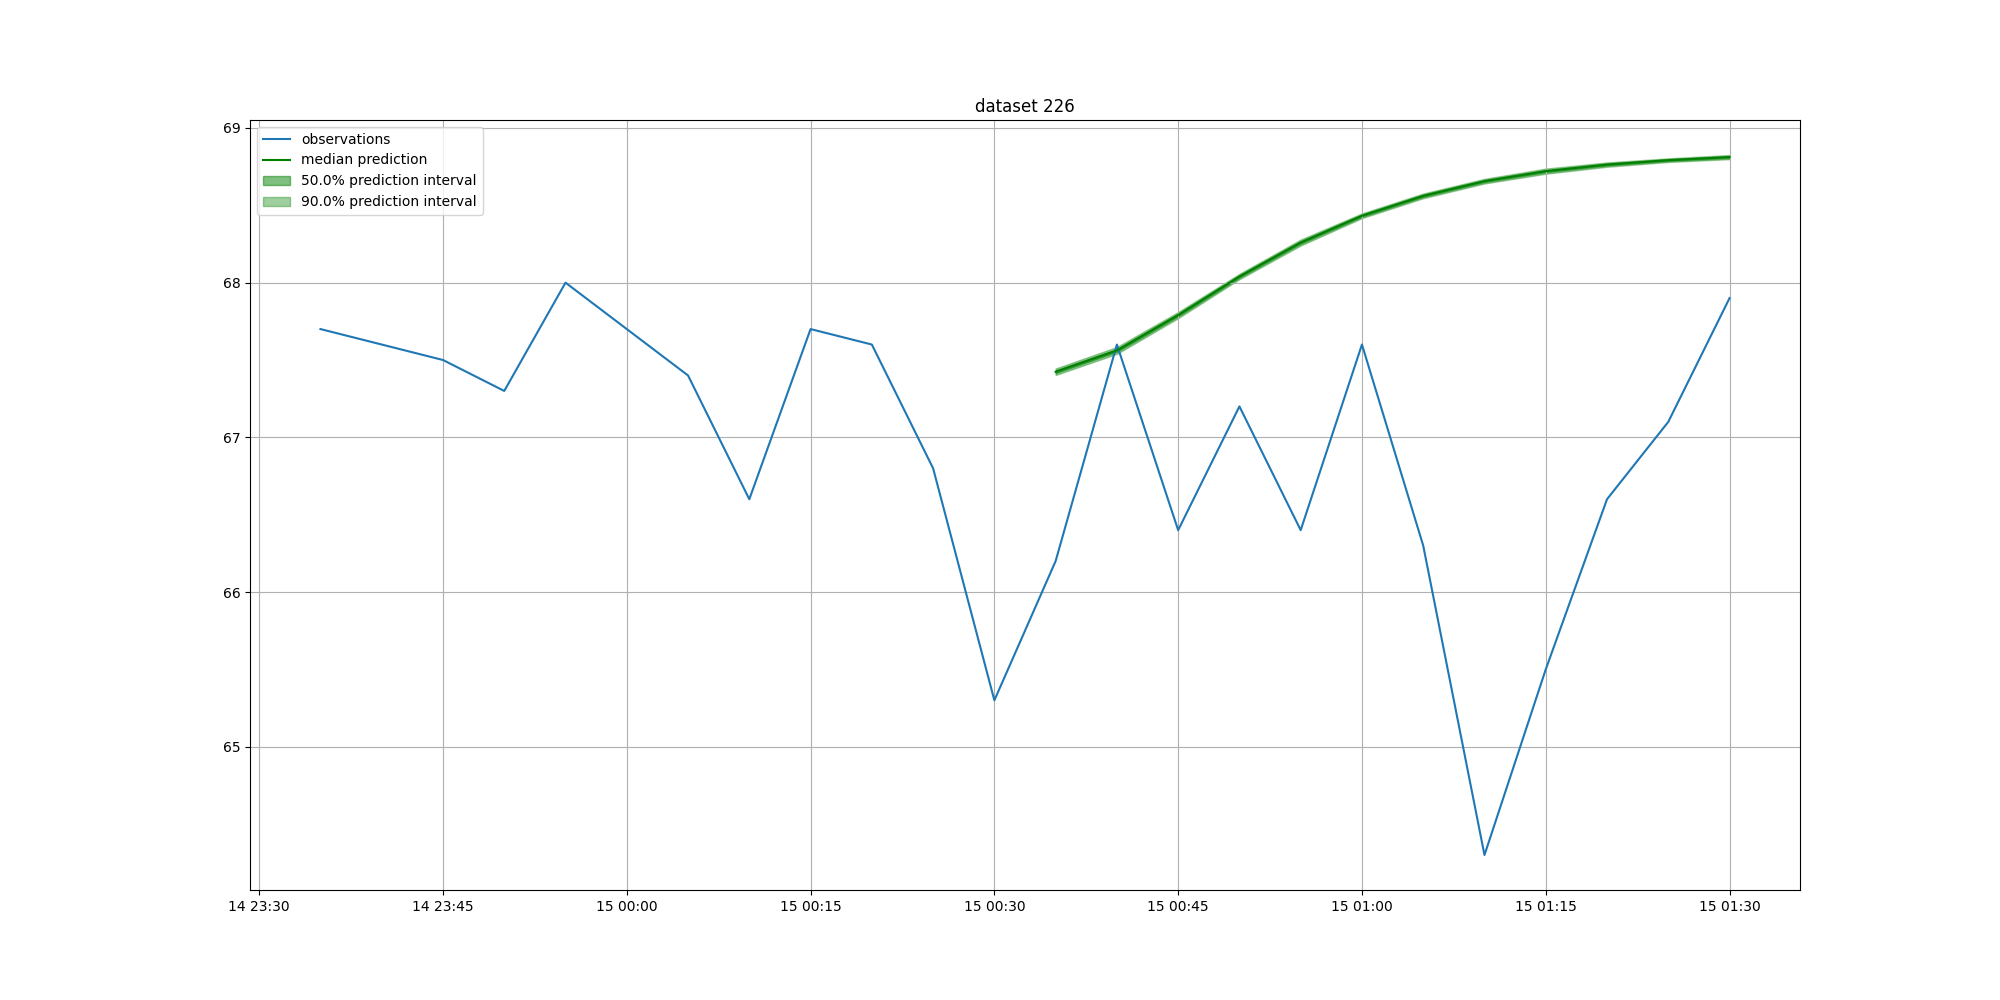 dataset 226
69
68
67
66
65
observations
median prediction
50.0% prediction interval
90.0% prediction interval
14 23:30 14 23:45 15 00:00 15 00:15 15 00:30 15 00:45 15 01:00 15 01:15 15 01:30